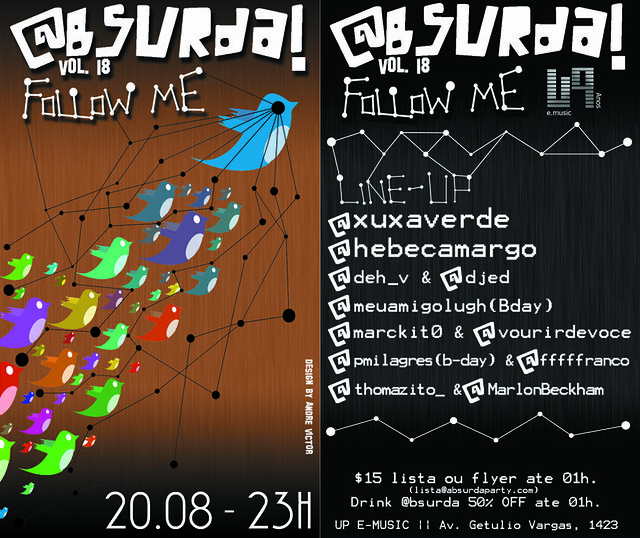 @bsurda!
VOL. 18
Follow me
DESIGN BY ANDRE VICTOR
20.08 - 23H
@bsurda!
VOL. 18
Follow me
e.music
Anos
Line-up
@xuxaverde
@hebecamargo
@deh_v & @djed
@meuamigolugh(Bday)
@marckit0 & @vourirdevoce
@pmilagres(b-day) & @fffffranco
@thomazito_ & @MarlonBeckham
$15 lista ou flyer ate 01h.
(lista@absurdaparty.com)
Drink @bsurda 50% OFF ate 01h.
UP E-MUSIC || Av. Getulio Vargas, 1423